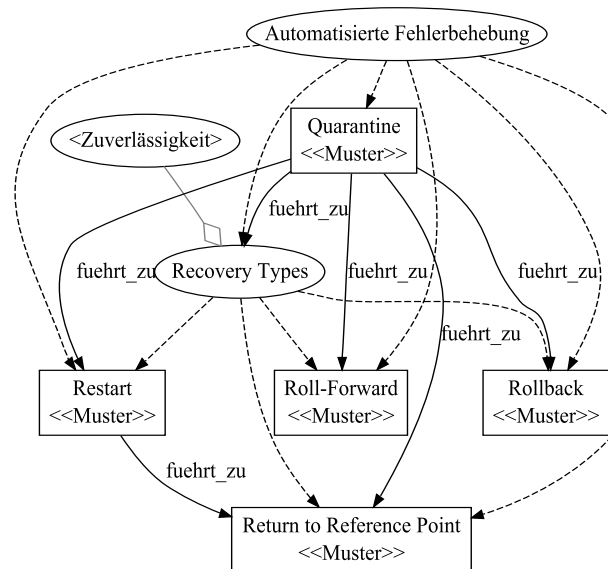 Automatisierte Fehlerbehebung
<Zuverlässigkeit>
Quarantine
<<Muster>>
fuehrt_zu
fuehrt_zu
Recovery Types
fuehrt_zu
fuehrt_zu
fuehrt_zu
Restart
<<Muster>>
Roll-Forward
<<Muster>>
Rollback
<<Muster>>
fuehrt_zu
Return to Reference Point
<<Muster>>